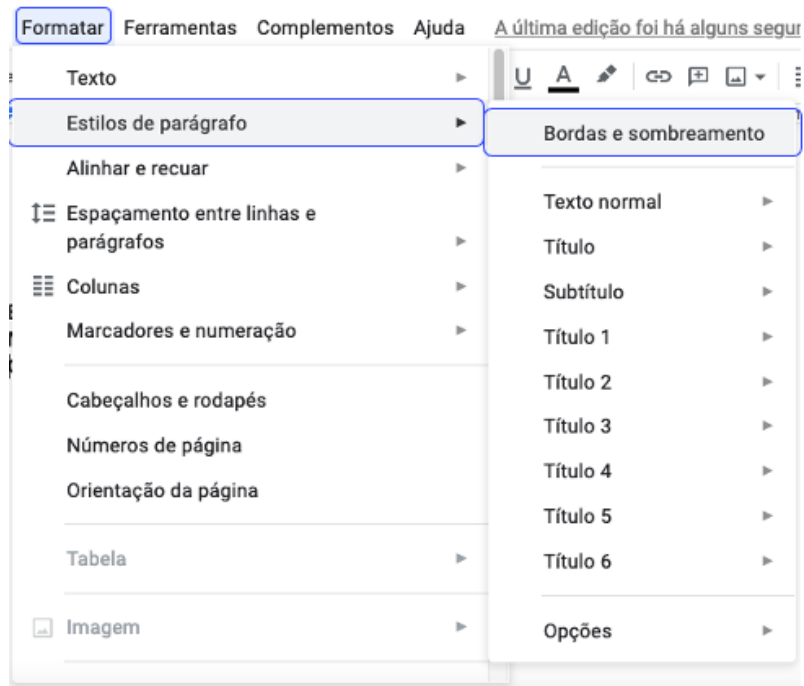 Formatar Ferramentas Complementos Ajuda A última edição foi há alguns segur
Texto
Estilos de parágrafo
Alinhar e recuar
Espaçamento entre linhas e
parágrafos
Colunas
Marcadores e numeração
Cabeçalhos e rodapés
Números de página
Orientação da página
Tabela
Imagem
U A
Bordas e sombreamento
Texto normal
Título
Subtítulo
Título 1
Título 2
Título 3
Título 4
Título 5
Título 6
Opções